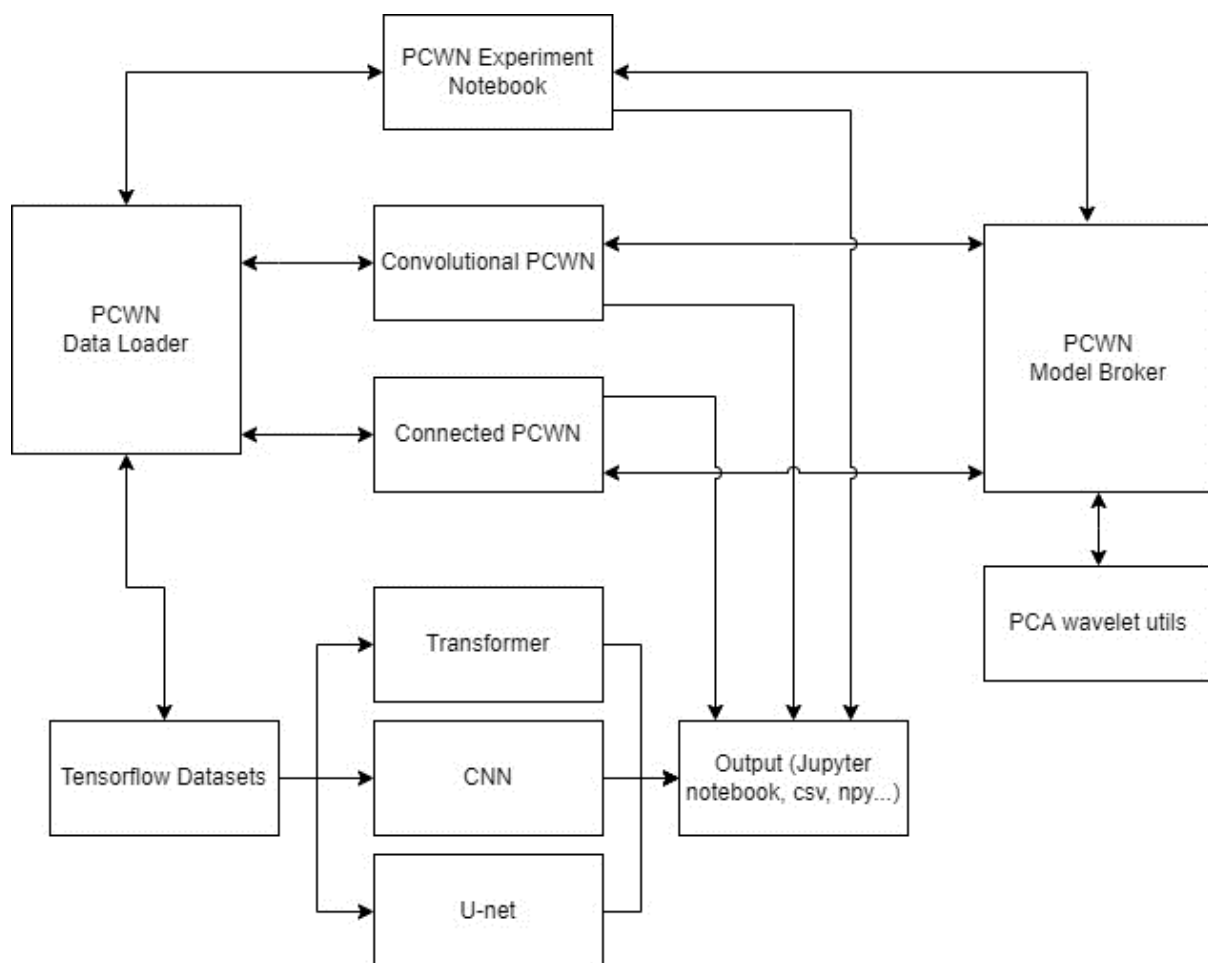 PCWN Experiment
Notebook
Convolutional PCWN
PCWN
Data Loader
PCWN
Model Broker
Connected PCWN
PCA wavelet utils
Transformer
Tensorflow Datasets
CNN
Output (Jupyter
notebook, csv, npy...)
U-net